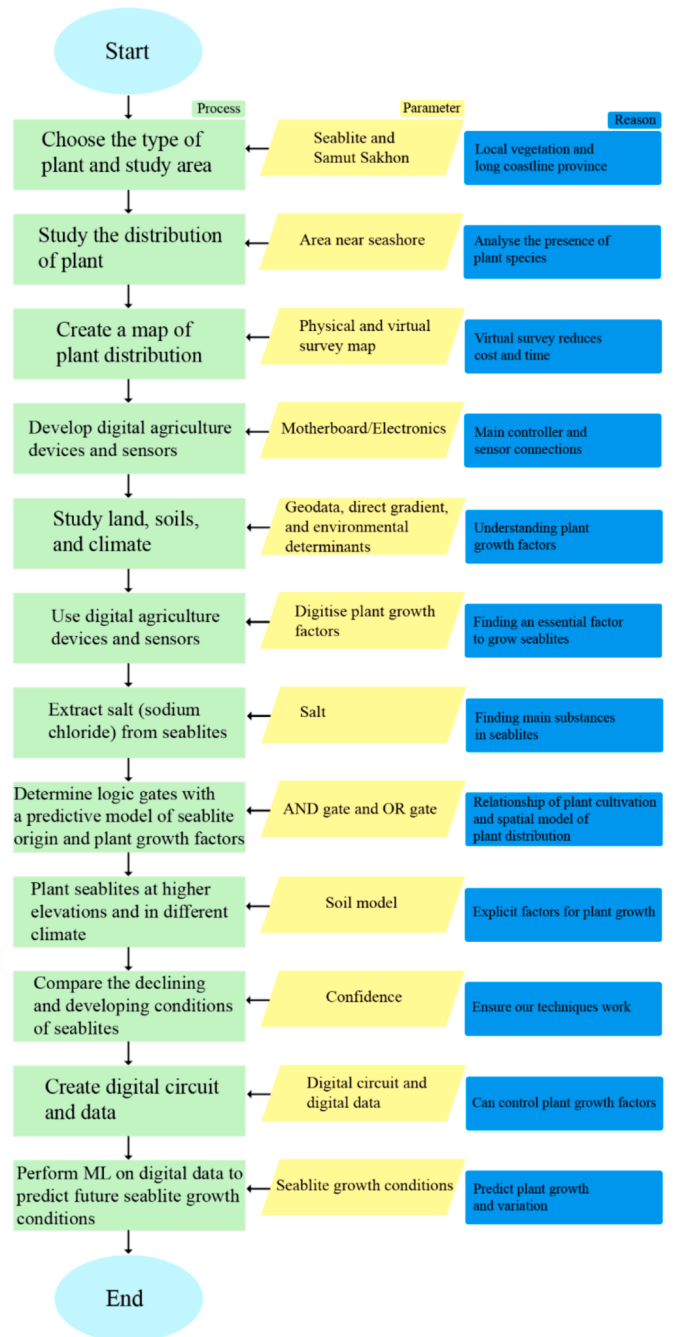 Start
Process
Parameter
Reason
Choose the type of
plant and study area
Seablite and
Samut Sakhon
Local vegetation and
long coastline province
Study the distribution
of plant
Area near seashore
Analyse the presence of
plant species
Create a map of
plant distribution
Physical and virtual
survey map
Virtual survey reduces
cost and time
Develop digital agriculture
devices and sensors
Motherboard/Electronics
Main controller and
sensor connections
Study land, soils,
and climate
Geodata, direct gradient,
and environmental
determinants
Understanding plant
growth factors
Use digital agriculture
devices and sensors
Digitise plant growth
factors
Finding an essential factor
to grow seablites
Extract salt (sodium
chloride) from seablites
Salt
Finding main substances
in seablites
Determine logic gates with
a predictive model of seablite
origin and plant growth factors
AND gate and OR gate
Relationship of plant cultivation
and spatial model of
plant distribution
Plant seablites at higher
elevations and in different
climate
Soil model
Explicit factors for plant growth
Compare the declining
and developing conditions
of seablites
Confidence
Ensure our techniques work
Create digital circuit
and data
Digital circuit and
digital data
Can control plant growth factors
Perform ML on digital data to
predict future seablite growth
conditions
Seablite growth conditions
Predict plant growth
and variation
End